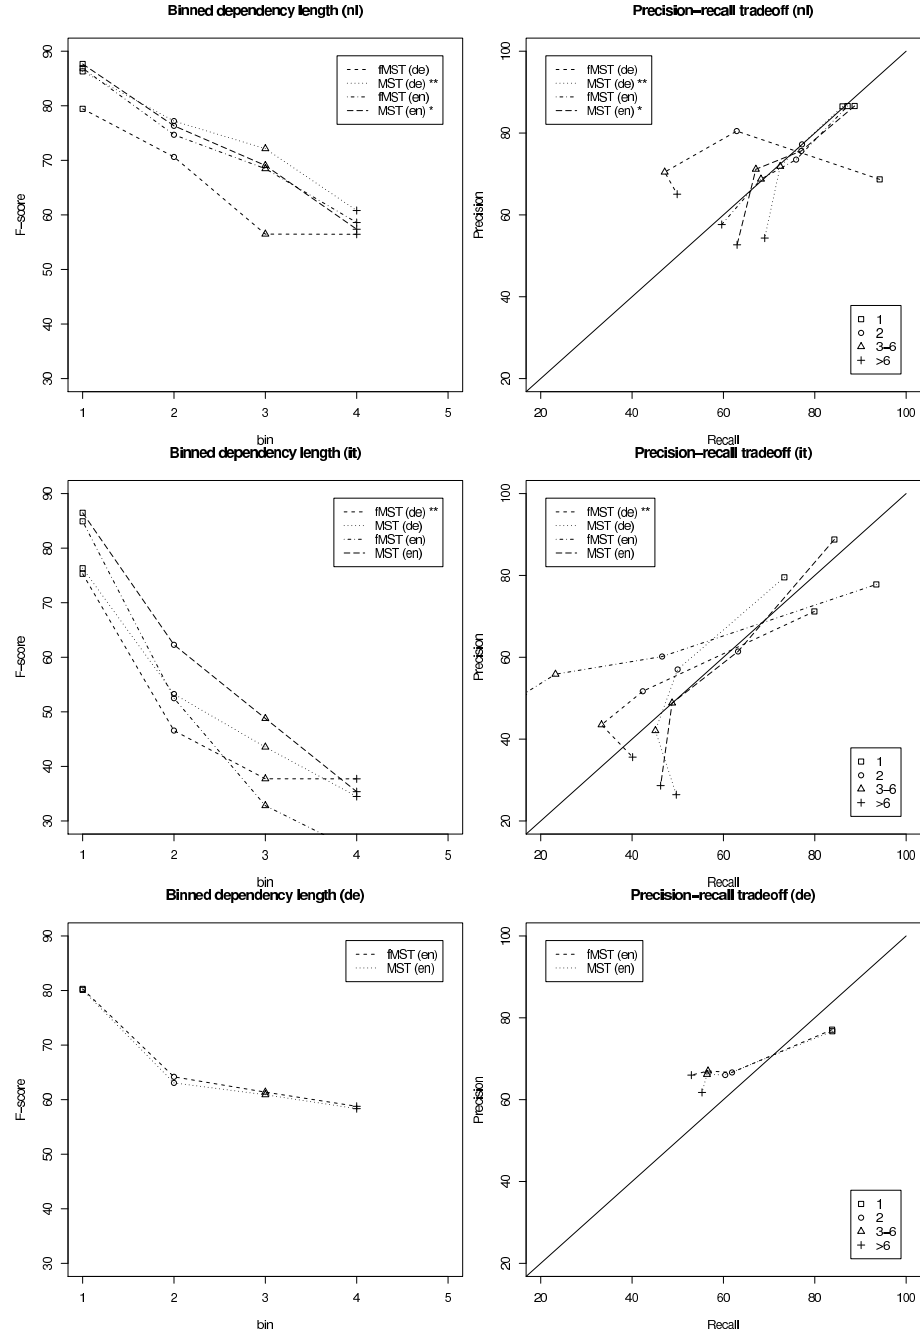 Binned dependency length (nl)
F-score
90
80
70
60
50
40
30
fMST (de)
MST (de) **
fMST (en)
MST (en) *
1
2
3
4
5
bin
Precision-recall tradeoff (nl)
Precision
100
80
60
40
20
fMST (de)
MST (de) **
fMST (en)
MST (en) *
1
2
3-6
>6
20
40
60
80
100
Recall
Binned dependency length (it)
F-score
90
80
70
60
50
40
30
fMST (de) **
MST (de)
fMST (en)
MST (en)
1
2
3
4
5
bin
Precision-recall tradeoff (it)
Precision
100
80
60
40
20
fMST (de) **
MST (de)
fMST (en)
MST (en)
1
2
3-6
>6
20
40
60
80
100
Recall
Binned dependency length (de)
F-score
90
80
70
60
50
40
30
fMST (en)
MST (en)
1
2
3
4
5
bin
Precision-recall tradeoff (de)
Precision
100
80
60
40
20
fMST (en)
MST (en)
1
2
3-6
>6
20
40
60
80
100
Recall